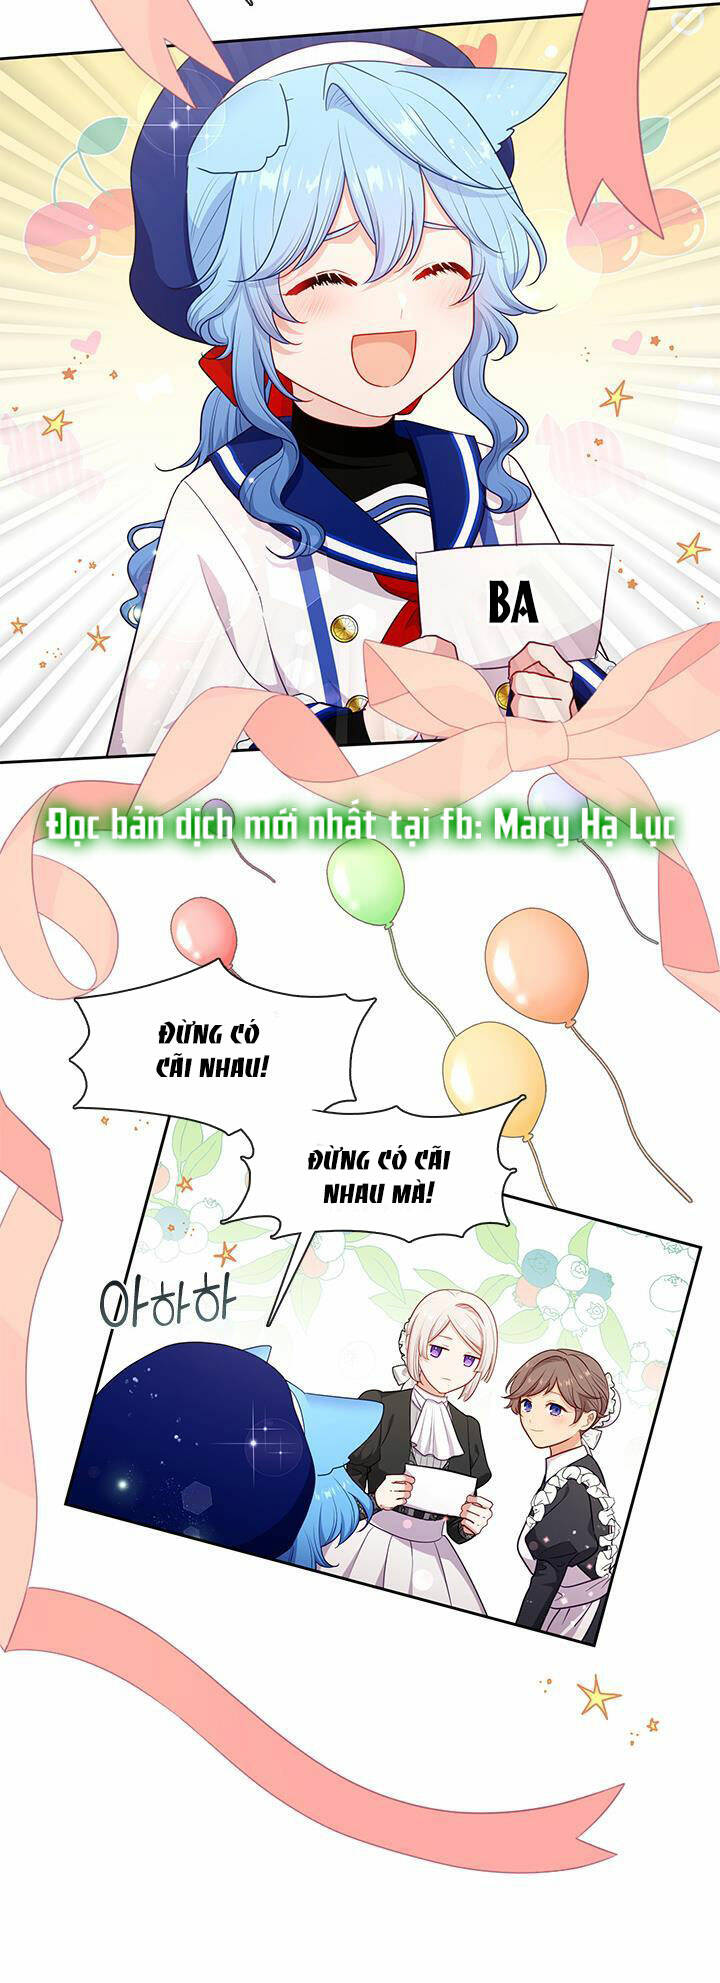 BA
Đọc bản dịch mới nhất tại fb: Mary Hạ Lục
ĐỪNG CÓ
CÃI NHAU!
ĐỪNG CÓ CÃI
NHAU MÀ!
아하하